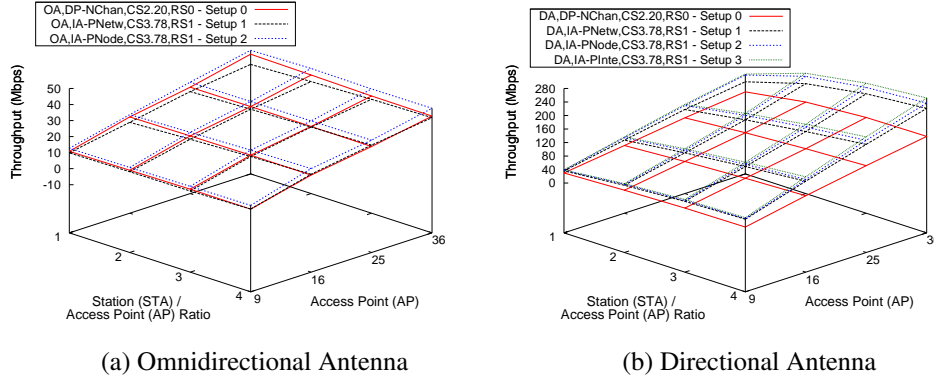 OA,DP-NChan,CS2.20,RS0 - Setup 0
OA,IA-PNetw,CS3.78,RS1 - Setup 1
OA,IA-PNode,CS3.78,RS1 - Setup 2
Throughput (Mbps)
50
40
30
20
10
0
-10
1
2
3
4
9
16
25
36
Station (STA) /
Access Point (AP) Ratio
Access Point (AP)
(a) Omnidirectional Antenna
DA,DP-NChan,CS2.20,RS0 - Setup 0
DA,IA-PNetw,CS3.78,RS1 - Setup 1
DA,IA-PNode,CS3.78,RS1 - Setup 2
DA,IA-PInte,CS3.78,RS1 - Setup 3
Throughput (Mbps)
280
240
200
160
120
80
40
0
1
2
3
4
9
16
25
Station (STA) /
Access Point (AP) Ratio
Access Point (AP)
(b) Directional Antenna